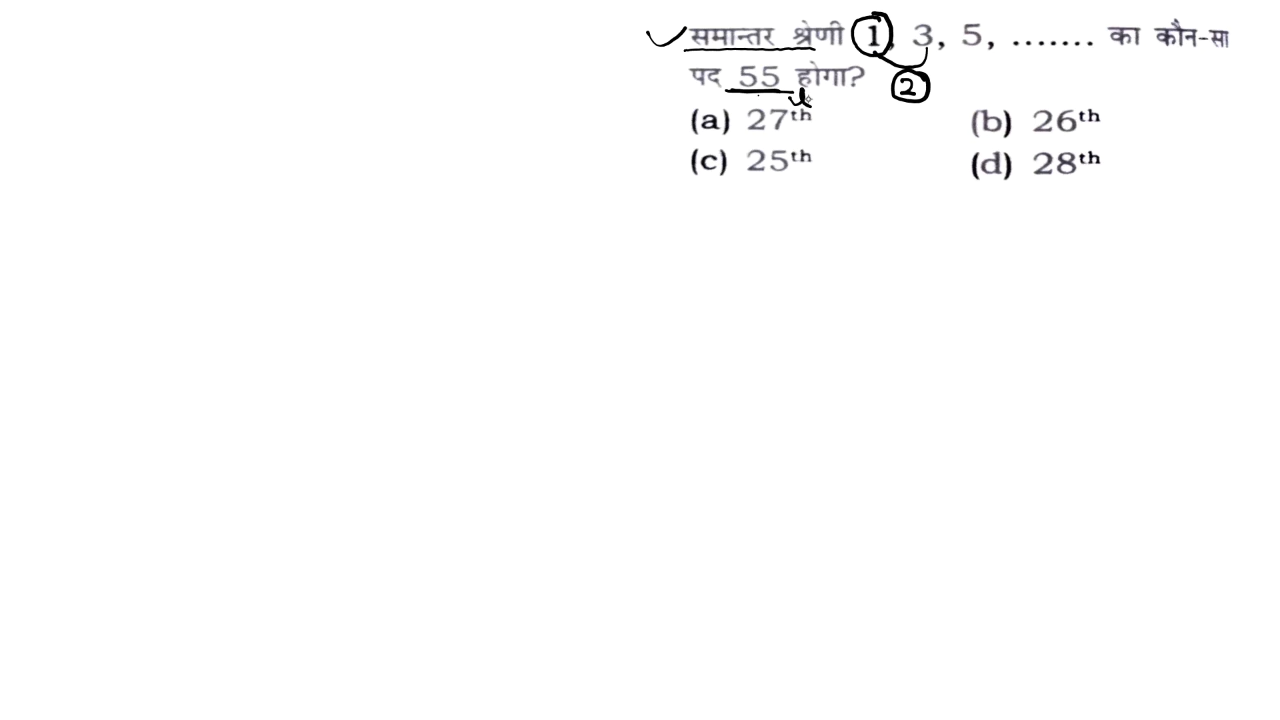 समान्तर श्रेणी 1, 3, 5, ....... का कौन-सा
पद 55 होगा?
2
(a) 27th
(b) 26th
(c) 25th
(d) 28th